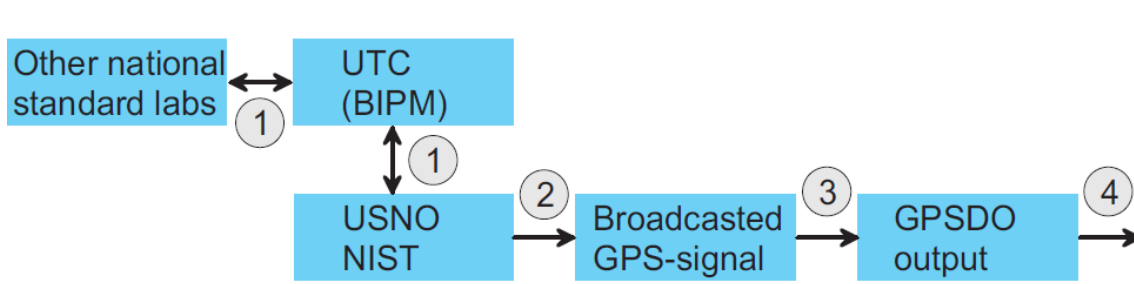 Other national
standard labs
1
UTC
(BIPM)
1
USNO
NIST
2
Broadcasted
GPS-signal
3
GPSDO
output
4